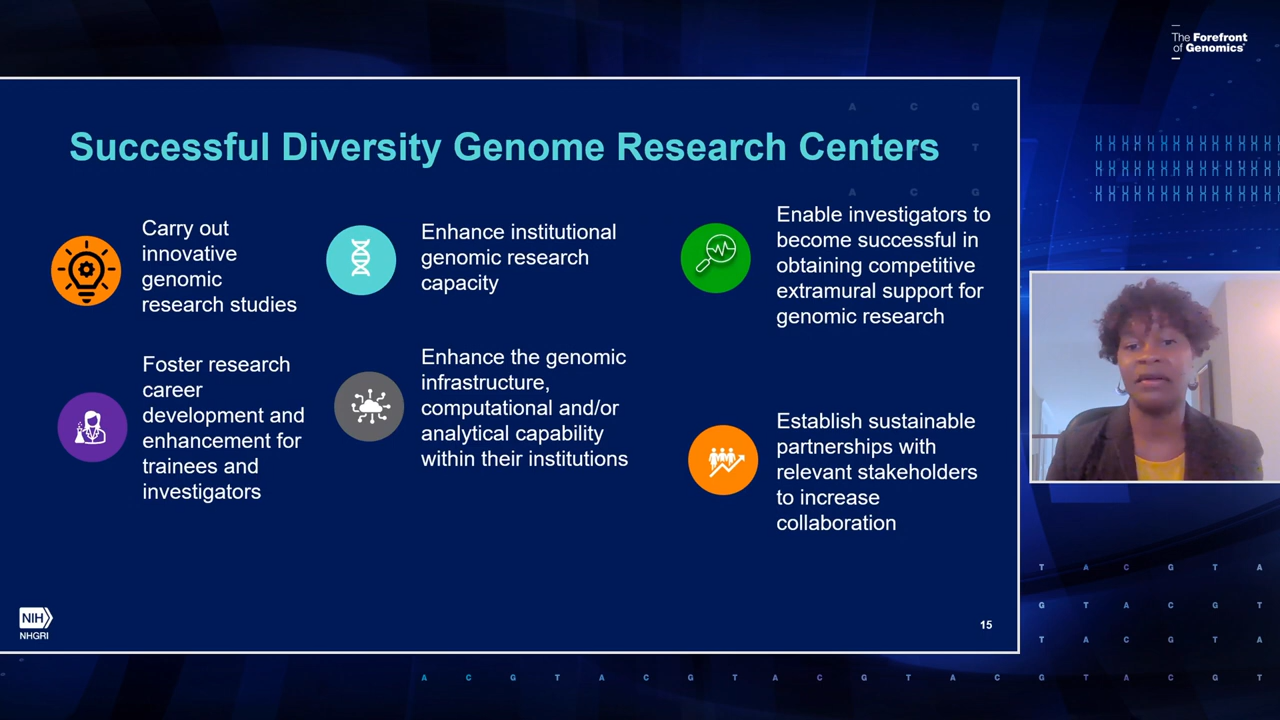 The Forefront
of Genomics®
A C G
Successful Diversity Genome Research Centers
T
A C G
Carry out
innovative
genomic
research studies
Enhance institutional
genomic research
capacity
Enable investigators to
become successful in
obtaining competitive
extramural support for
genomic research
Foster research
career
development and
enhancement for
trainees and
investigators
Enhance the genomic
infrastructure,
computational and/or
analytical capability
within their institutions
Establish sustainable
partnerships with
relevant stakeholders
to increase
collaboration
NIH
NHGRI
15
T A C G T A
G T A C G T
T A C G T A
A C G T A C G T A C G T A C G T A C G T